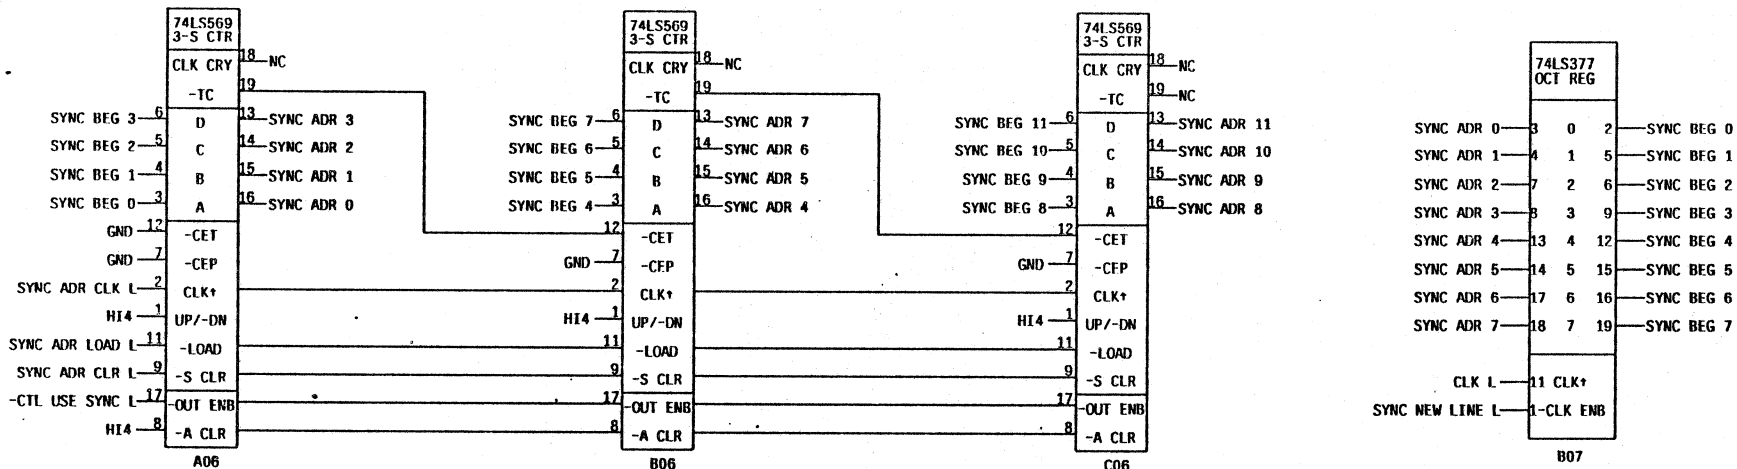 74LS569
3-S CTR
CLK CRY
18 NC
-TC
19
SYNC BEG 3 6 D 13 SYNC ADR 3
SYNC BEG 2 5 C 14 SYNC ADR 2
SYNC BEG 1 4 B 15 SYNC ADR 1
SYNC BEG 0 3 A 16 SYNC ADR 0
GND 12 -CET
GND 7 -CEP
SYNC ADR CLK L 2 CLK↑
HI4 1 UP/-DN
SYNC ADR LOAD L 11 -LOAD
SYNC ADR CLR L 9 -S CLR
-CTL USE SYNC L 17 -OUT ENB
HI4 8 -A CLR
A06
74LS569
3-S CTR
CLK CRY
18 NC
-TC
19
SYNC BEG 7 6 D 13 SYNC ADR 7
SYNC BEG 6 5 C 14 SYNC ADR 6
SYNC BEG 5 4 B 15 SYNC ADR 5
SYNC BEG 4 3 A 16 SYNC ADR 4
12 -CET
GND 7 -CEP
2 CLK↑
HI4 1 UP/-DN
11 -LOAD
9 -S CLR
17 -OUT ENB
8 -A CLR
B06
74LS569
3-S CTR
CLK CRY
18 NC
-TC
19 NC
SYNC BEG 11 6 D 13 SYNC ADR 11
SYNC BEG 10 5 C 14 SYNC ADR 10
SYNC BEG 9 4 B 15 SYNC ADR 9
SYNC BEG 8 3 A 16 SYNC ADR 8
12 -CET
GND 7 -CEP
2 CLK↑
HI4 1 UP/-DN
11 -LOAD
9 -S CLR
17 -OUT ENB
8 -A CLR
C06
74LS377
OCT REG
SYNC ADR 0 3 0 2 SYNC BEG 0
SYNC ADR 1 4 1 5 SYNC BEG 1
SYNC ADR 2 7 2 6 SYNC BEG 2
SYNC ADR 3 8 3 9 SYNC BEG 3
SYNC ADR 4 13 4 12 SYNC BEG 4
SYNC ADR 5 14 5 15 SYNC BEG 5
SYNC ADR 6 17 6 16 SYNC BEG 6
SYNC ADR 7 18 7 19 SYNC BEG 7
CLK L 11 CLK↑
SYNC NEW LINE L 1 -CLK ENB
B07